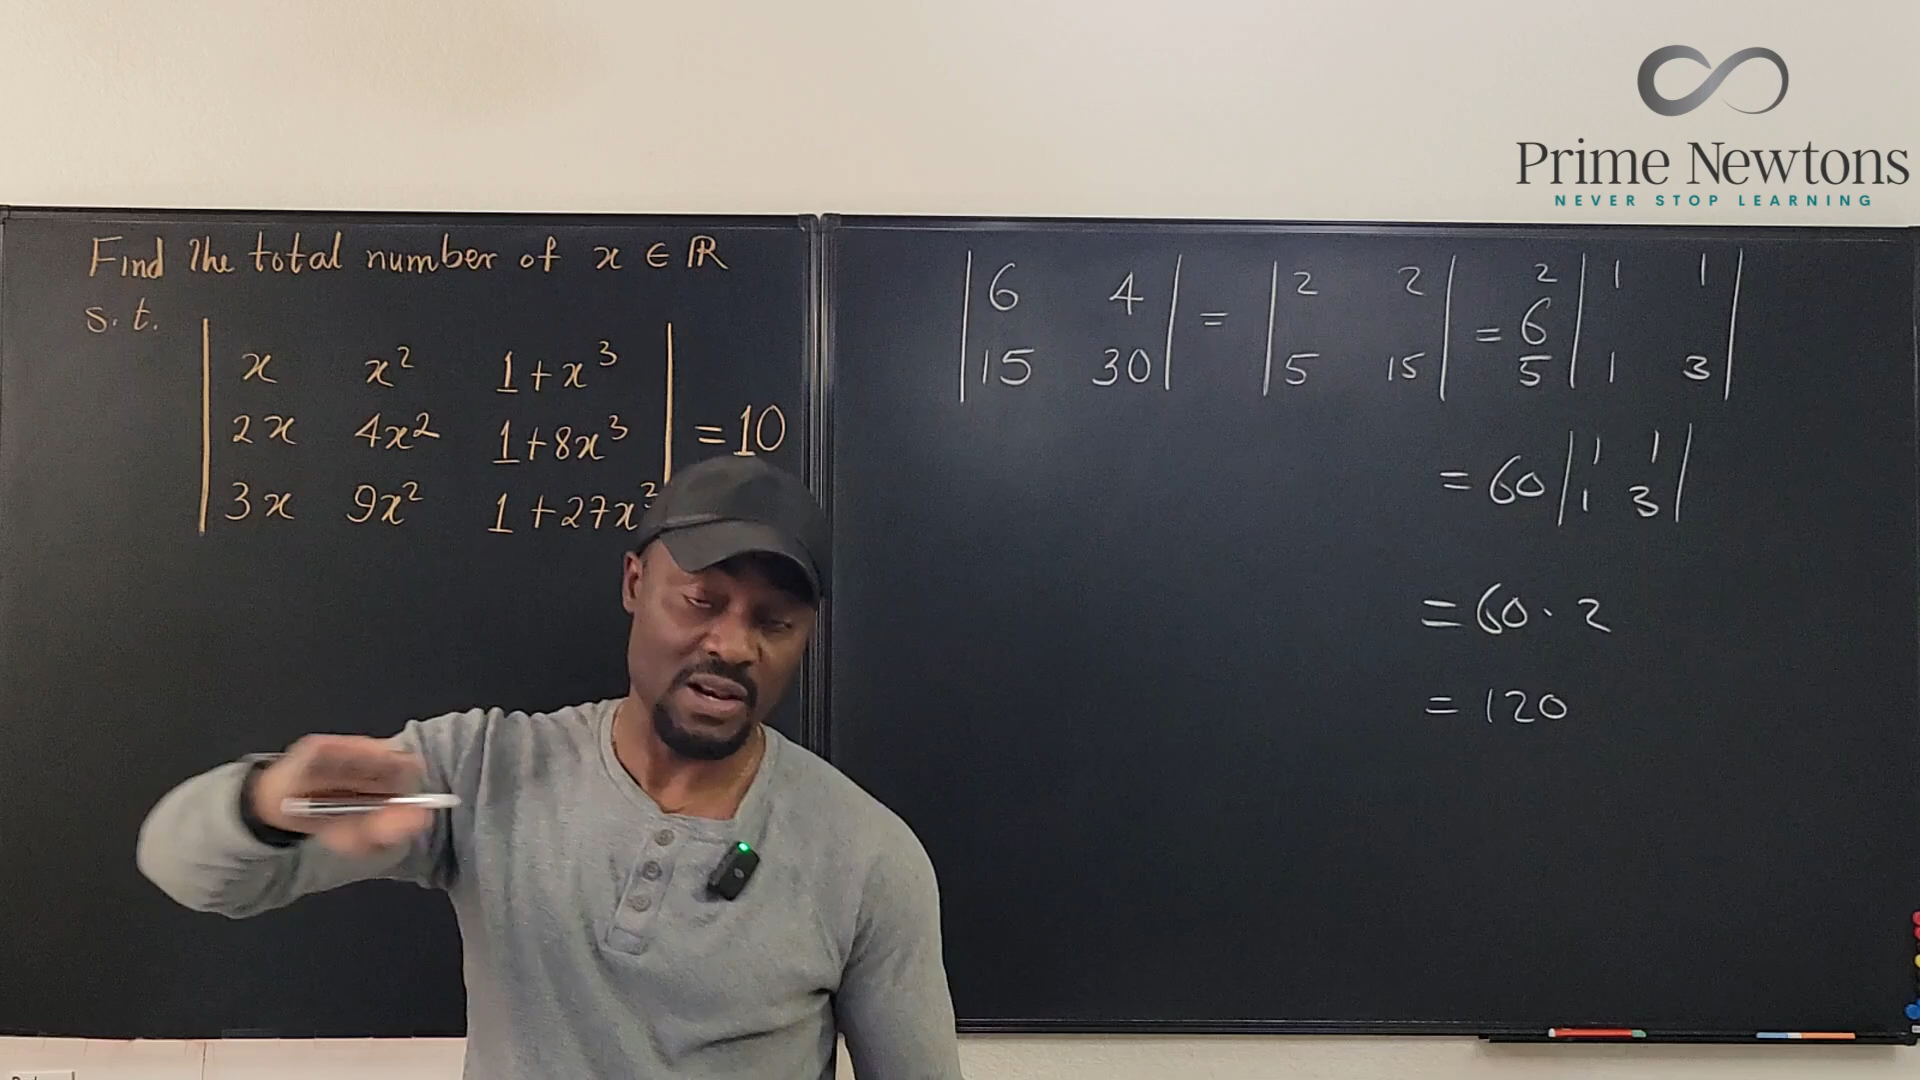 Prime Newtons
NEVER STOP LEARNING
Find the total number of x ∈ ℝ
s.t.
| x x² 1+x³ |
| 2x 4x² 1+8x³ | = 10
| 3x 9x² 1+27x³
| 6 4 | = | 2 2 | = 2 6 | 1 1 |
| 15 30 | | 5 15 | 5 | 1 3 |
= 60 | 1 1 |
| 1 3 |
= 60 · 2
= 120